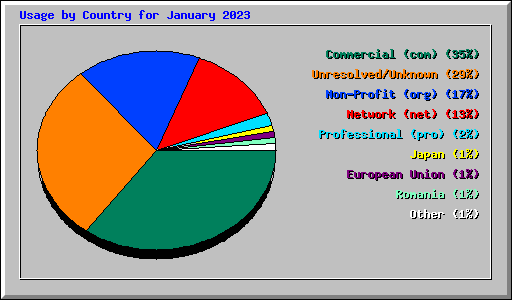 Usage by Country for January 2023
Commercial (com) (35%)
Unresolved/Unknown (29%)
Non-Profit (org) (17%)
Network (net) (13%)
Professional (pro) (2%)
Japan (1%)
European Union (1%)
Romania (1%)
Other (1%)